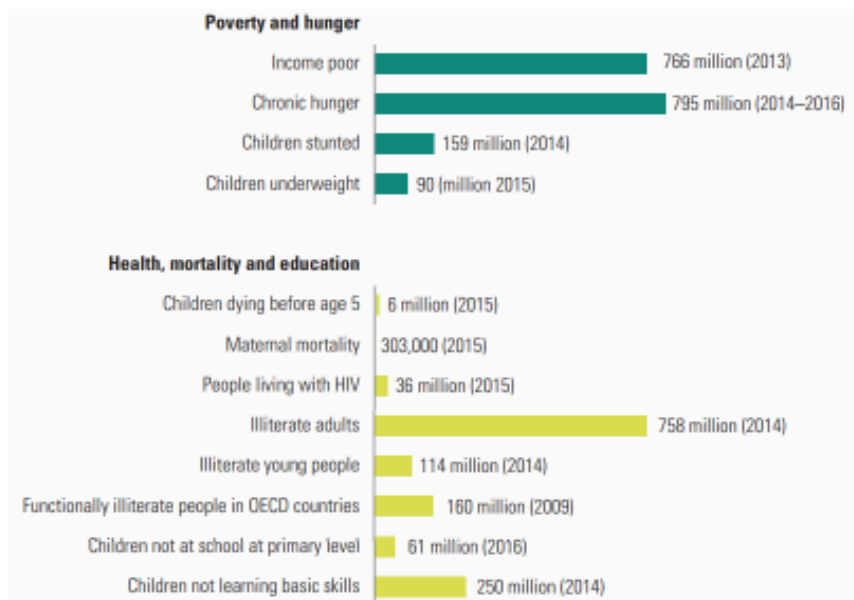 Poverty and hunger
Income poor 766 million (2013)
Chronic hunger 795 million (2014–2016)
Children stunted 159 million (2014)
Children underweight 90 (million 2015)
Health, mortality and education
Children dying before age 5 6 million (2015)
Maternal mortality 303,000 (2015)
People living with HIV 36 million (2015)
Illiterate adults 758 million (2014)
Illiterate young people 114 million (2014)
Functionally illiterate people in OECD countries 160 million (2009)
Children not at school at primary level 61 million (2016)
Children not learning basic skills 250 million (2014)